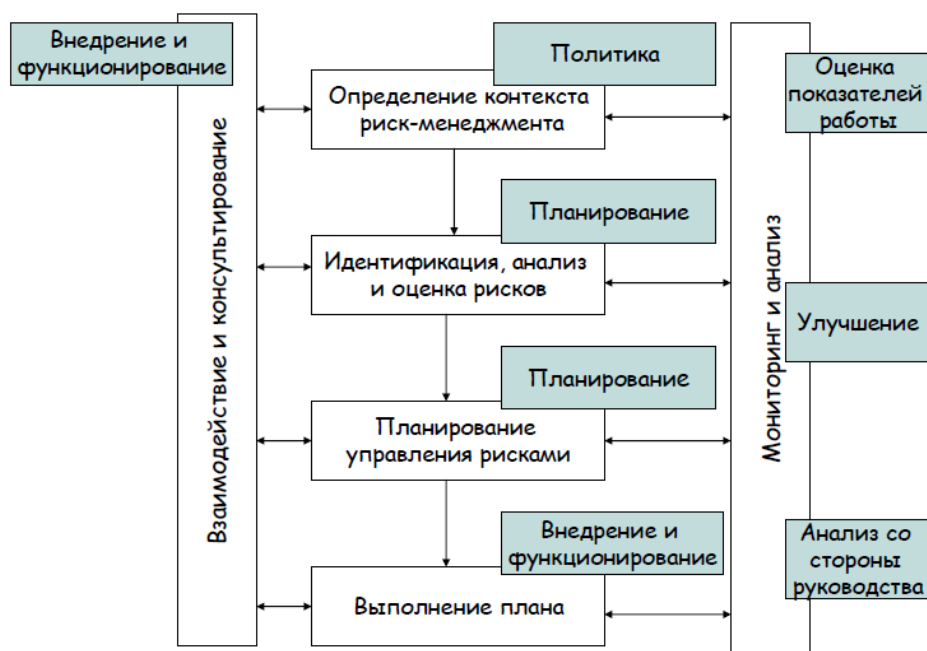 Внедрение и
функционирование
Политика
Оценка
показателей
работы
Определение контекста
риск-менеджмента
Взаимодействие и консультирование
Мониторинг и анализ
Планирование
Идентификация, анализ
и оценка рисков
Улучшение
Планирование
Планирование
управления рисками
Внедрение и
функционирование
Анализ со
стороны
руководства
Выполнение плана